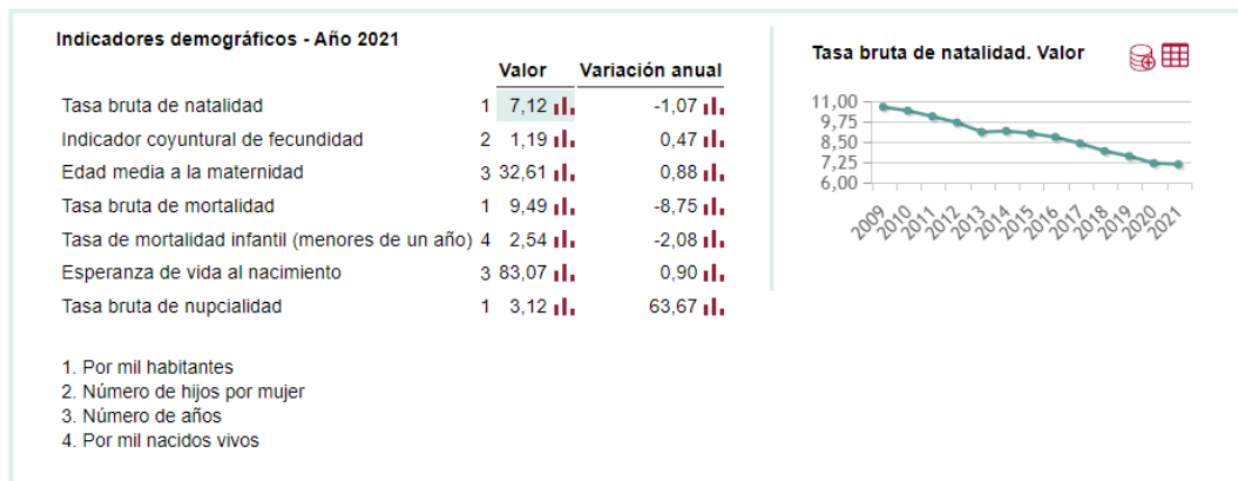 Indicadores demográficos - Año 2021
Valor Variación anual
Tasa bruta de natalidad 1 7,12 -1,07
Indicador coyuntural de fecundidad 2 1,19 0,47
Edad media a la maternidad 3 32,61 0,88
Tasa bruta de mortalidad 1 9,49 -8,75
Tasa de mortalidad infantil (menores de un año) 4 2,54 -2,08
Esperanza de vida al nacimiento 3 83,07 0,90
Tasa bruta de nupcialidad 1 3,12 63,67
1. Por mil habitantes
2. Número de hijos por mujer
3. Número de años
4. Por mil nacidos vivos
Tasa bruta de natalidad. Valor
11,00
9,75
8,50
7,25
6,00
2009 2010 2011 2012 2013 2014 2015 2016 2017 2018 2019 2020 2021